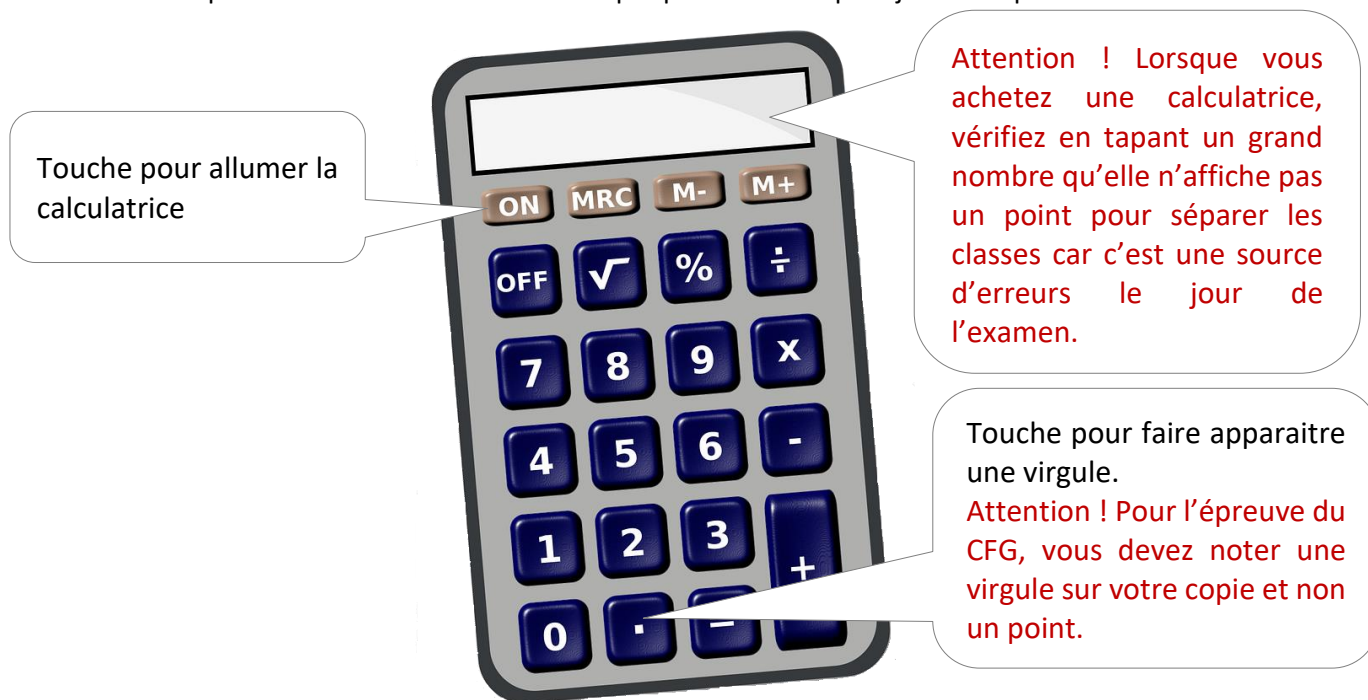 Touche pour allumer la
calculatrice
Attention ! Lorsque vous
achetez une calculatrice,
vérifiez en tapant un grand
nombre qu’elle n’affiche pas
un point pour séparer les
classes car c’est une source
d’erreurs le jour de
l’examen.
ON MRC M- M+
OFF √ % ÷
7 8 9 X
4 5 6 -
1 2 3
+
0 . =
Touche pour faire apparaitre
une virgule.
Attention ! Pour l’épreuve du
CFG, vous devez noter une
virgule sur votre copie et non
un point.